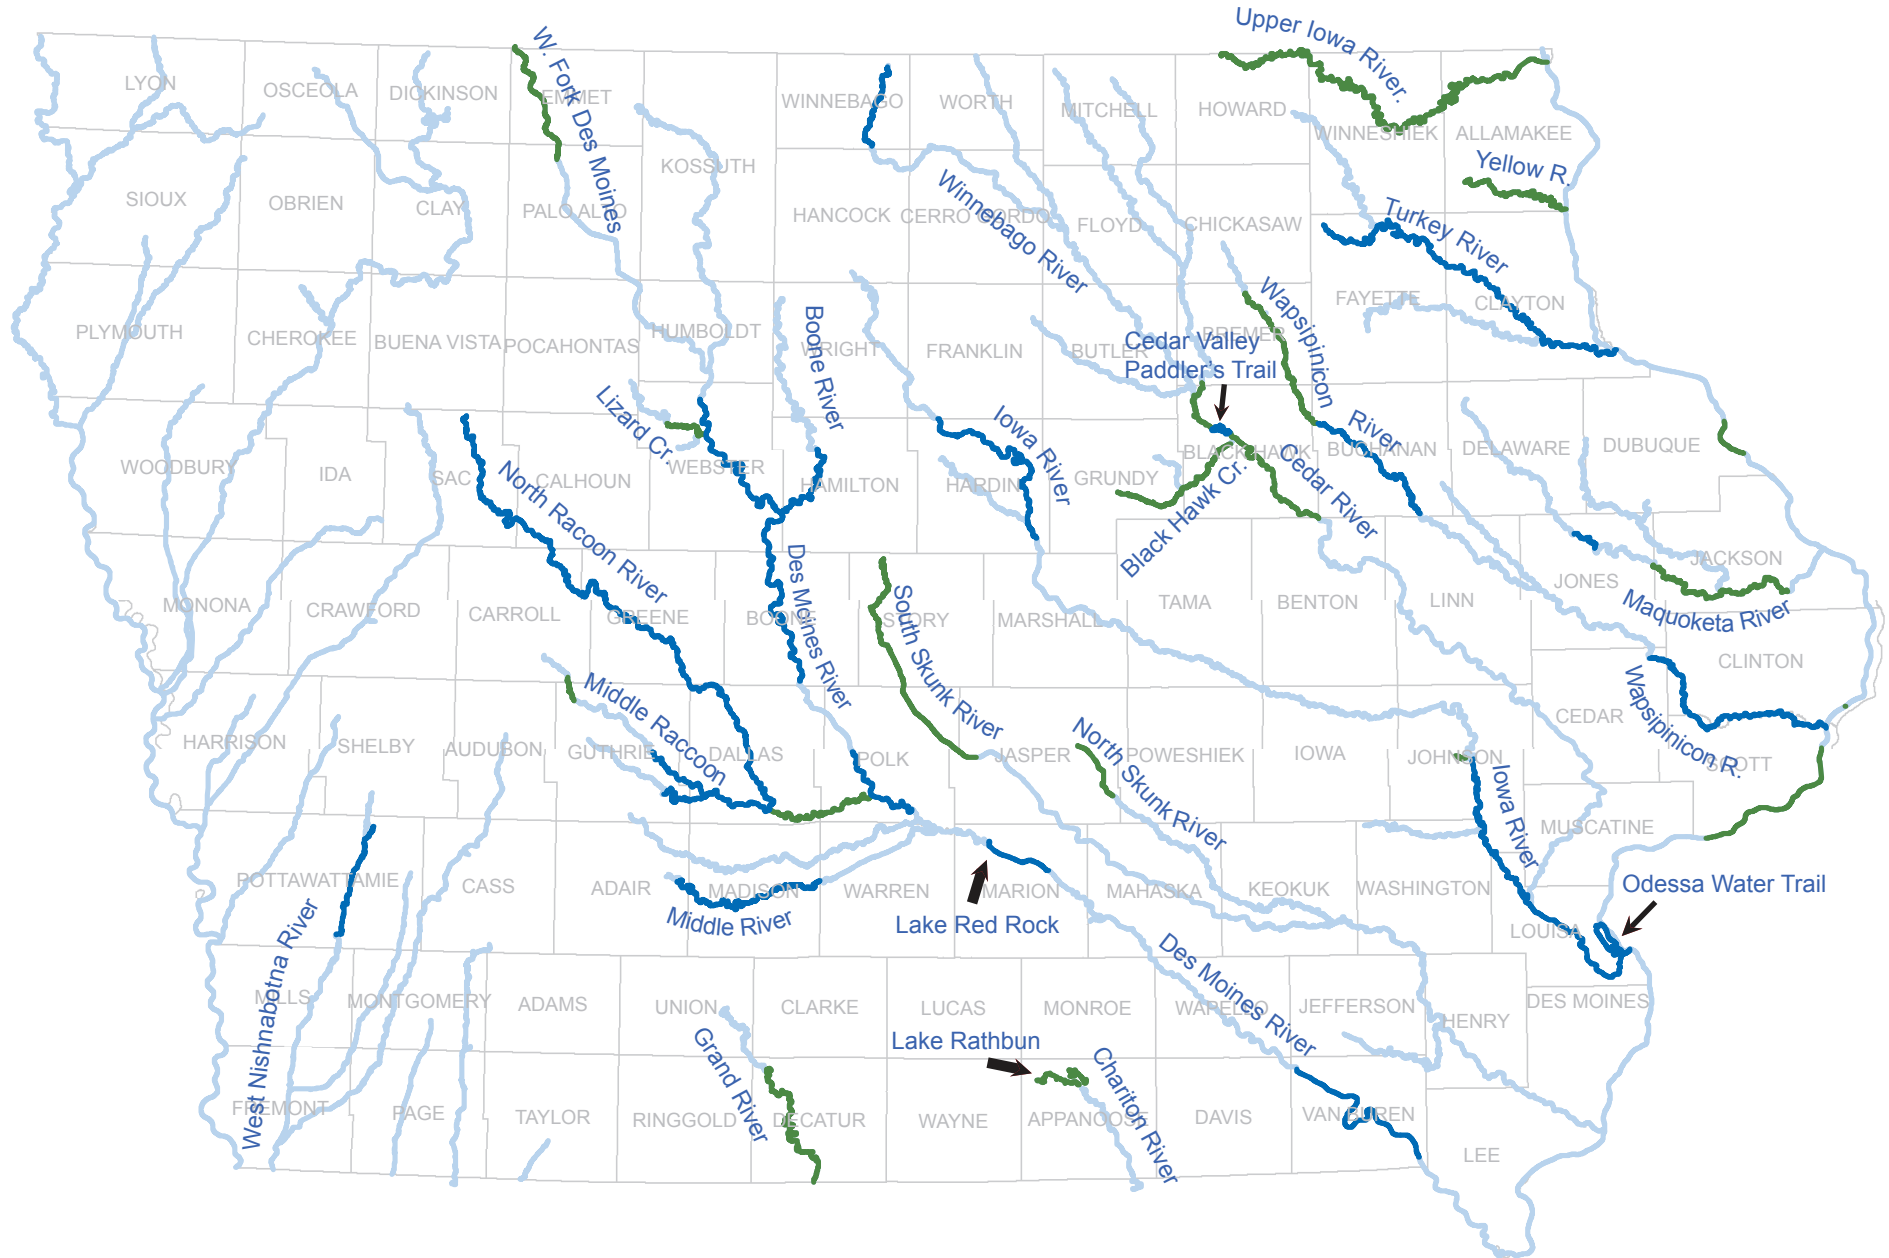 Upper Iowa River.
W. Fork Des Moines
LYON
OSCEOLA
DICKINSON
EMMET
WINNEBAGO
WORTH
MITCHELL
HOWARD
WINNESHIEK
ALLAMAKEE
KOSSUTH
Yellow R.
SIOUX
OBRIEN
CLAY
PALO ALTO
HANCOCK
CERRO GORDO
FLOYD
CHICKASAW
Winnebago River
Turkey River
PLYMOUTH
CHEROKEE
BUENA VISTA
POCAHONTAS
HUMBOLDT
WRIGHT
FRANKLIN
BUTLER
BREMER
FAYETTE
CLAYTON
Boone River
Cedar Valley
Paddler's Trail
Wapsipinicon
River
Lizard Cr.
Iowa River
WOODBURY
IDA
SAC
CALHOUN
WEBSTER
HAMILTON
HARDIN
GRUNDY
BLACK HAWK
BUCHANAN
DELAWARE
DUBUQUE
North Racoon River
Black Hawk Cr.
Cedar River
Des Moines River
South Skunk River
MONONA
CRAWFORD
CARROLL
GREENE
BOONE
STORY
MARSHALL
TAMA
BENTON
LINN
JONES
JACKSON
Maquoketa River
CLINTON
Middle Raccoon
North Skunk River
Wapsipinicon R.
HARRISON
SHELBY
AUDUBON
GUTHRIE
DALLAS
POLK
JASPER
POWESHIEK
IOWA
JOHNSON
CEDAR
SCOTT
Iowa River
MUSCATINE
POTTAWATTAMIE
CASS
ADAIR
MADISON
WARREN
MARION
MAHASKA
KEOKUK
WASHINGTON
LOUISA
Odessa Water Trail
Middle River
Lake Red Rock
West Nishnabotna River
Des Moines River
MILLS
MONTGOMERY
ADAMS
UNION
CLARKE
LUCAS
MONROE
WAPELLO
JEFFERSON
HENRY
DES MOINES
Lake Rathbun
Grand River
Chariton River
FREMONT
PAGE
TAYLOR
RINGGOLD
DECATUR
WAYNE
APPANOOSE
DAVIS
VAN BUREN
LEE